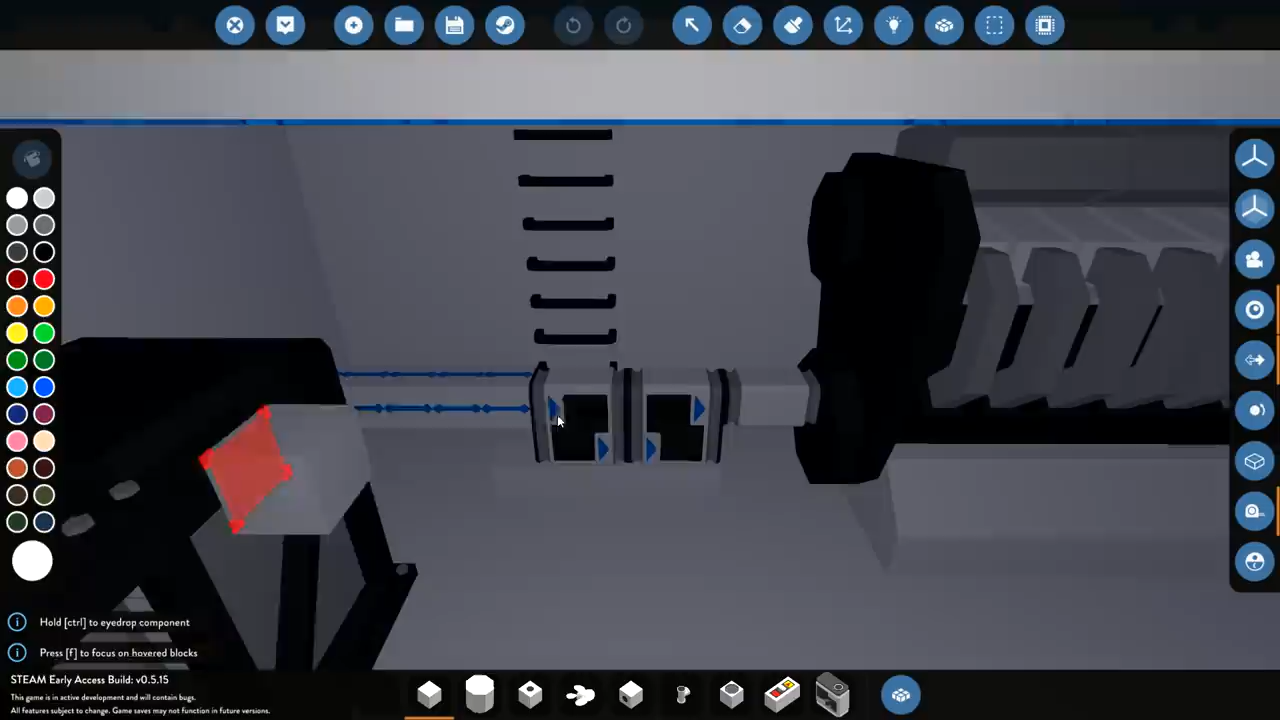 Hold [ctrl] to eyedrop component
Press [f] to focus on hovered blocks
STEAM Early Access Build: v0.5.15
This game is in active development and will contain bugs.
All features subject to change. Game saves may not function in future versions.